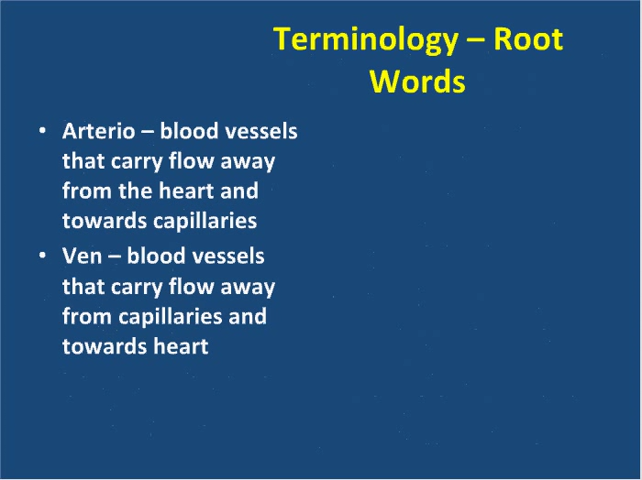 Terminology – Root
Words
• Arterio – blood vessels
that carry flow away
from the heart and
towards capillaries
• Ven – blood vessels
that carry flow away
from capillaries and
towards heart